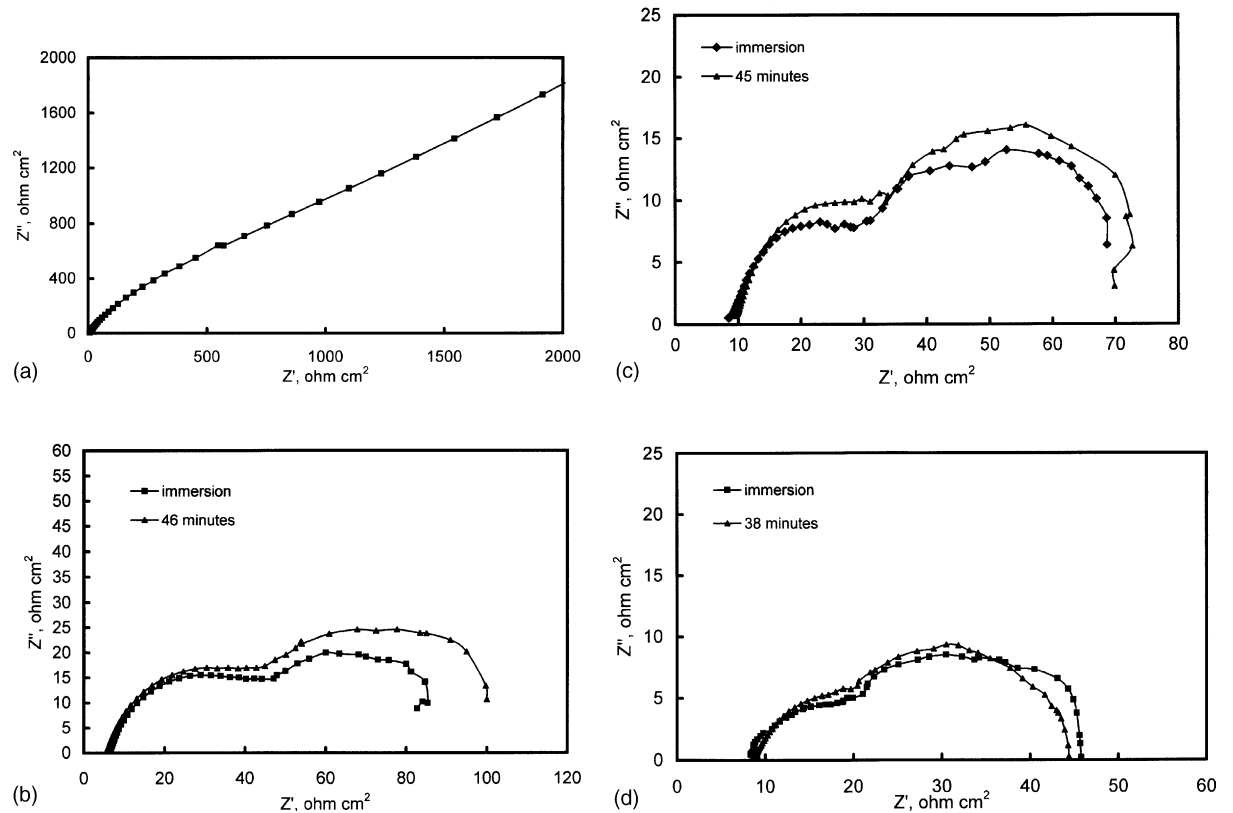 2000
1600
1200
800
400
0
Z", ohm cm²
0 500 1000 1500 2000
Z', ohm cm²
(a)
60
55
50
45
40
35
30
25
20
15
10
5
0
Z", ohm cm²
immersion
46 minutes
0 20 40 60 80 100 120
Z', ohm cm²
(b)
25
20
15
10
5
0
Z", ohm cm²
immersion
45 minutes
0 10 20 30 40 50 60 70 80
Z', ohm cm²
(c)
25
20
15
10
5
0
Z", ohm cm²
immersion
38 minutes
0 10 20 30 40 50 60
Z', ohm cm²
(d)